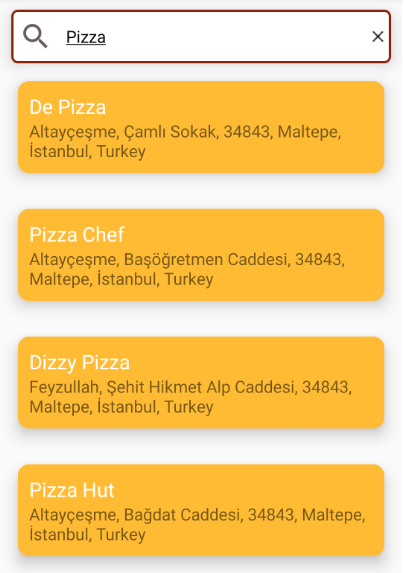 Pizza
De Pizza
Altayçeşme, Çamlı Sokak, 34843, Maltepe,
İstanbul, Turkey
Pizza Chef
Altayçeşme, Başöğretmen Caddesi, 34843,
Maltepe, İstanbul, Turkey
Dizzy Pizza
Feyzullah, Şehit Hikmet Alp Caddesi, 34843,
Maltepe, İstanbul, Turkey
Pizza Hut
Altayçeşme, Bağdat Caddesi, 34843, Maltepe,
İstanbul, Turkey